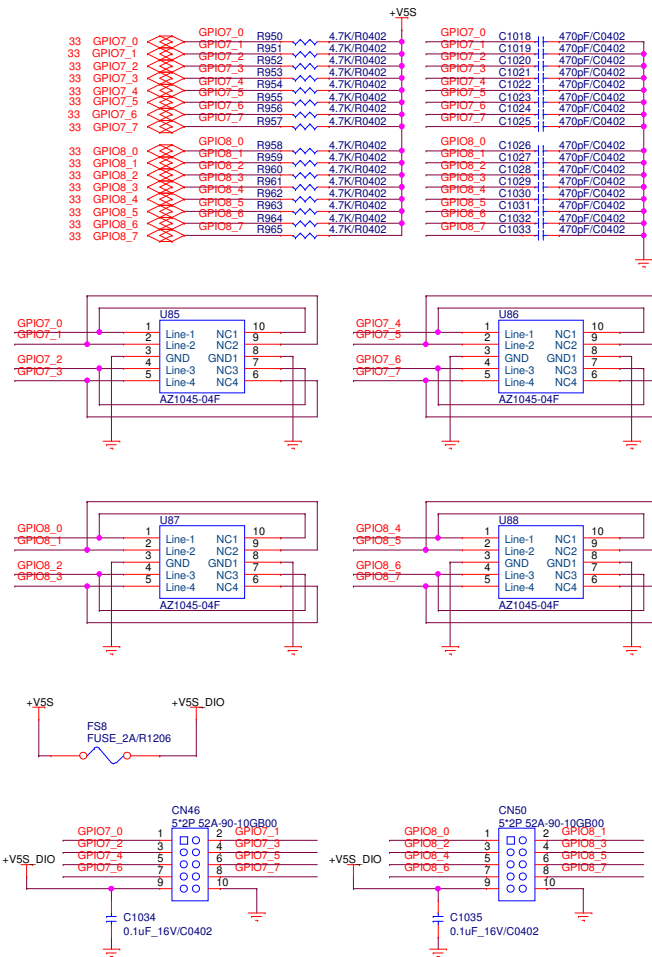 +V5S
33 GPIO7_0 GPIO7_0 R950 4.7K/R0402 GPIO7_0 C1018 470pF/C0402
33 GPIO7_1 GPIO7_1 R951 4.7K/R0402 GPIO7_1 C1019 470pF/C0402
33 GPIO7_2 GPIO7_2 R952 4.7K/R0402 GPIO7_2 C1020 470pF/C0402
33 GPIO7_3 GPIO7_3 R953 4.7K/R0402 GPIO7_3 C1021 470pF/C0402
33 GPIO7_4 GPIO7_4 R954 4.7K/R0402 GPIO7_4 C1022 470pF/C0402
33 GPIO7_5 GPIO7_5 R955 4.7K/R0402 GPIO7_5 C1023 470pF/C0402
33 GPIO7_6 GPIO7_6 R956 4.7K/R0402 GPIO7_6 C1024 470pF/C0402
33 GPIO7_7 GPIO7_7 R957 4.7K/R0402 GPIO7_7 C1025 470pF/C0402
33 GPIO8_0 GPIO8_0 R958 4.7K/R0402 GPIO8_0 C1026 470pF/C0402
33 GPIO8_1 GPIO8_1 R959 4.7K/R0402 GPIO8_1 C1027 470pF/C0402
33 GPIO8_2 GPIO8_2 R960 4.7K/R0402 GPIO8_2 C1028 470pF/C0402
33 GPIO8_3 GPIO8_3 R961 4.7K/R0402 GPIO8_3 C1029 470pF/C0402
33 GPIO8_4 GPIO8_4 R962 4.7K/R0402 GPIO8_4 C1030 470pF/C0402
33 GPIO8_5 GPIO8_5 R963 4.7K/R0402 GPIO8_5 C1031 470pF/C0402
33 GPIO8_6 GPIO8_6 R964 4.7K/R0402 GPIO8_6 C1032 470pF/C0402
33 GPIO8_7 GPIO8_7 R965 4.7K/R0402 GPIO8_7 C1033 470pF/C0402
U85
GPIO7_0 1 Line-1 NC1 10
GPIO7_1 2 Line-2 NC2 9
3 GND GND1 8
GPIO7_2 4 Line-3 NC3 7
GPIO7_3 5 Line-4 NC4 6
AZ1045-04F
U86
GPIO7_4 1 Line-1 NC1 10
GPIO7_5 2 Line-2 NC2 9
3 GND GND1 8
GPIO7_6 4 Line-3 NC3 7
GPIO7_7 5 Line-4 NC4 6
AZ1045-04F
U87
GPIO8_0 1 Line-1 NC1 10
GPIO8_1 2 Line-2 NC2 9
3 GND GND1 8
GPIO8_2 4 Line-3 NC3 7
GPIO8_3 5 Line-4 NC4 6
AZ1045-04F
U88
GPIO8_4 1 Line-1 NC1 10
GPIO8_5 2 Line-2 NC2 9
3 GND GND1 8
GPIO8_6 4 Line-3 NC3 7
GPIO8_7 5 Line-4 NC4 6
AZ1045-04F
+V5S +V5S_DIO
FS8
FUSE_2A/R1206
CN46
5*2P 52A-90-10GB00
GPIO7_0 1 2 GPIO7_1
GPIO7_2 3 4 GPIO7_3
GPIO7_4 5 6 GPIO7_5
GPIO7_6 7 8 GPIO7_7
+V5S_DIO 9 10
C1034
0.1uF_16V/C0402
CN50
5*2P 52A-90-10GB00
GPIO8_0 1 2 GPIO8_1
GPIO8_2 3 4 GPIO8_3
GPIO8_4 5 6 GPIO8_5
GPIO8_6 7 8 GPIO8_7
+V5S_DIO 9 10
C1035
0.1uF_16V/C0402